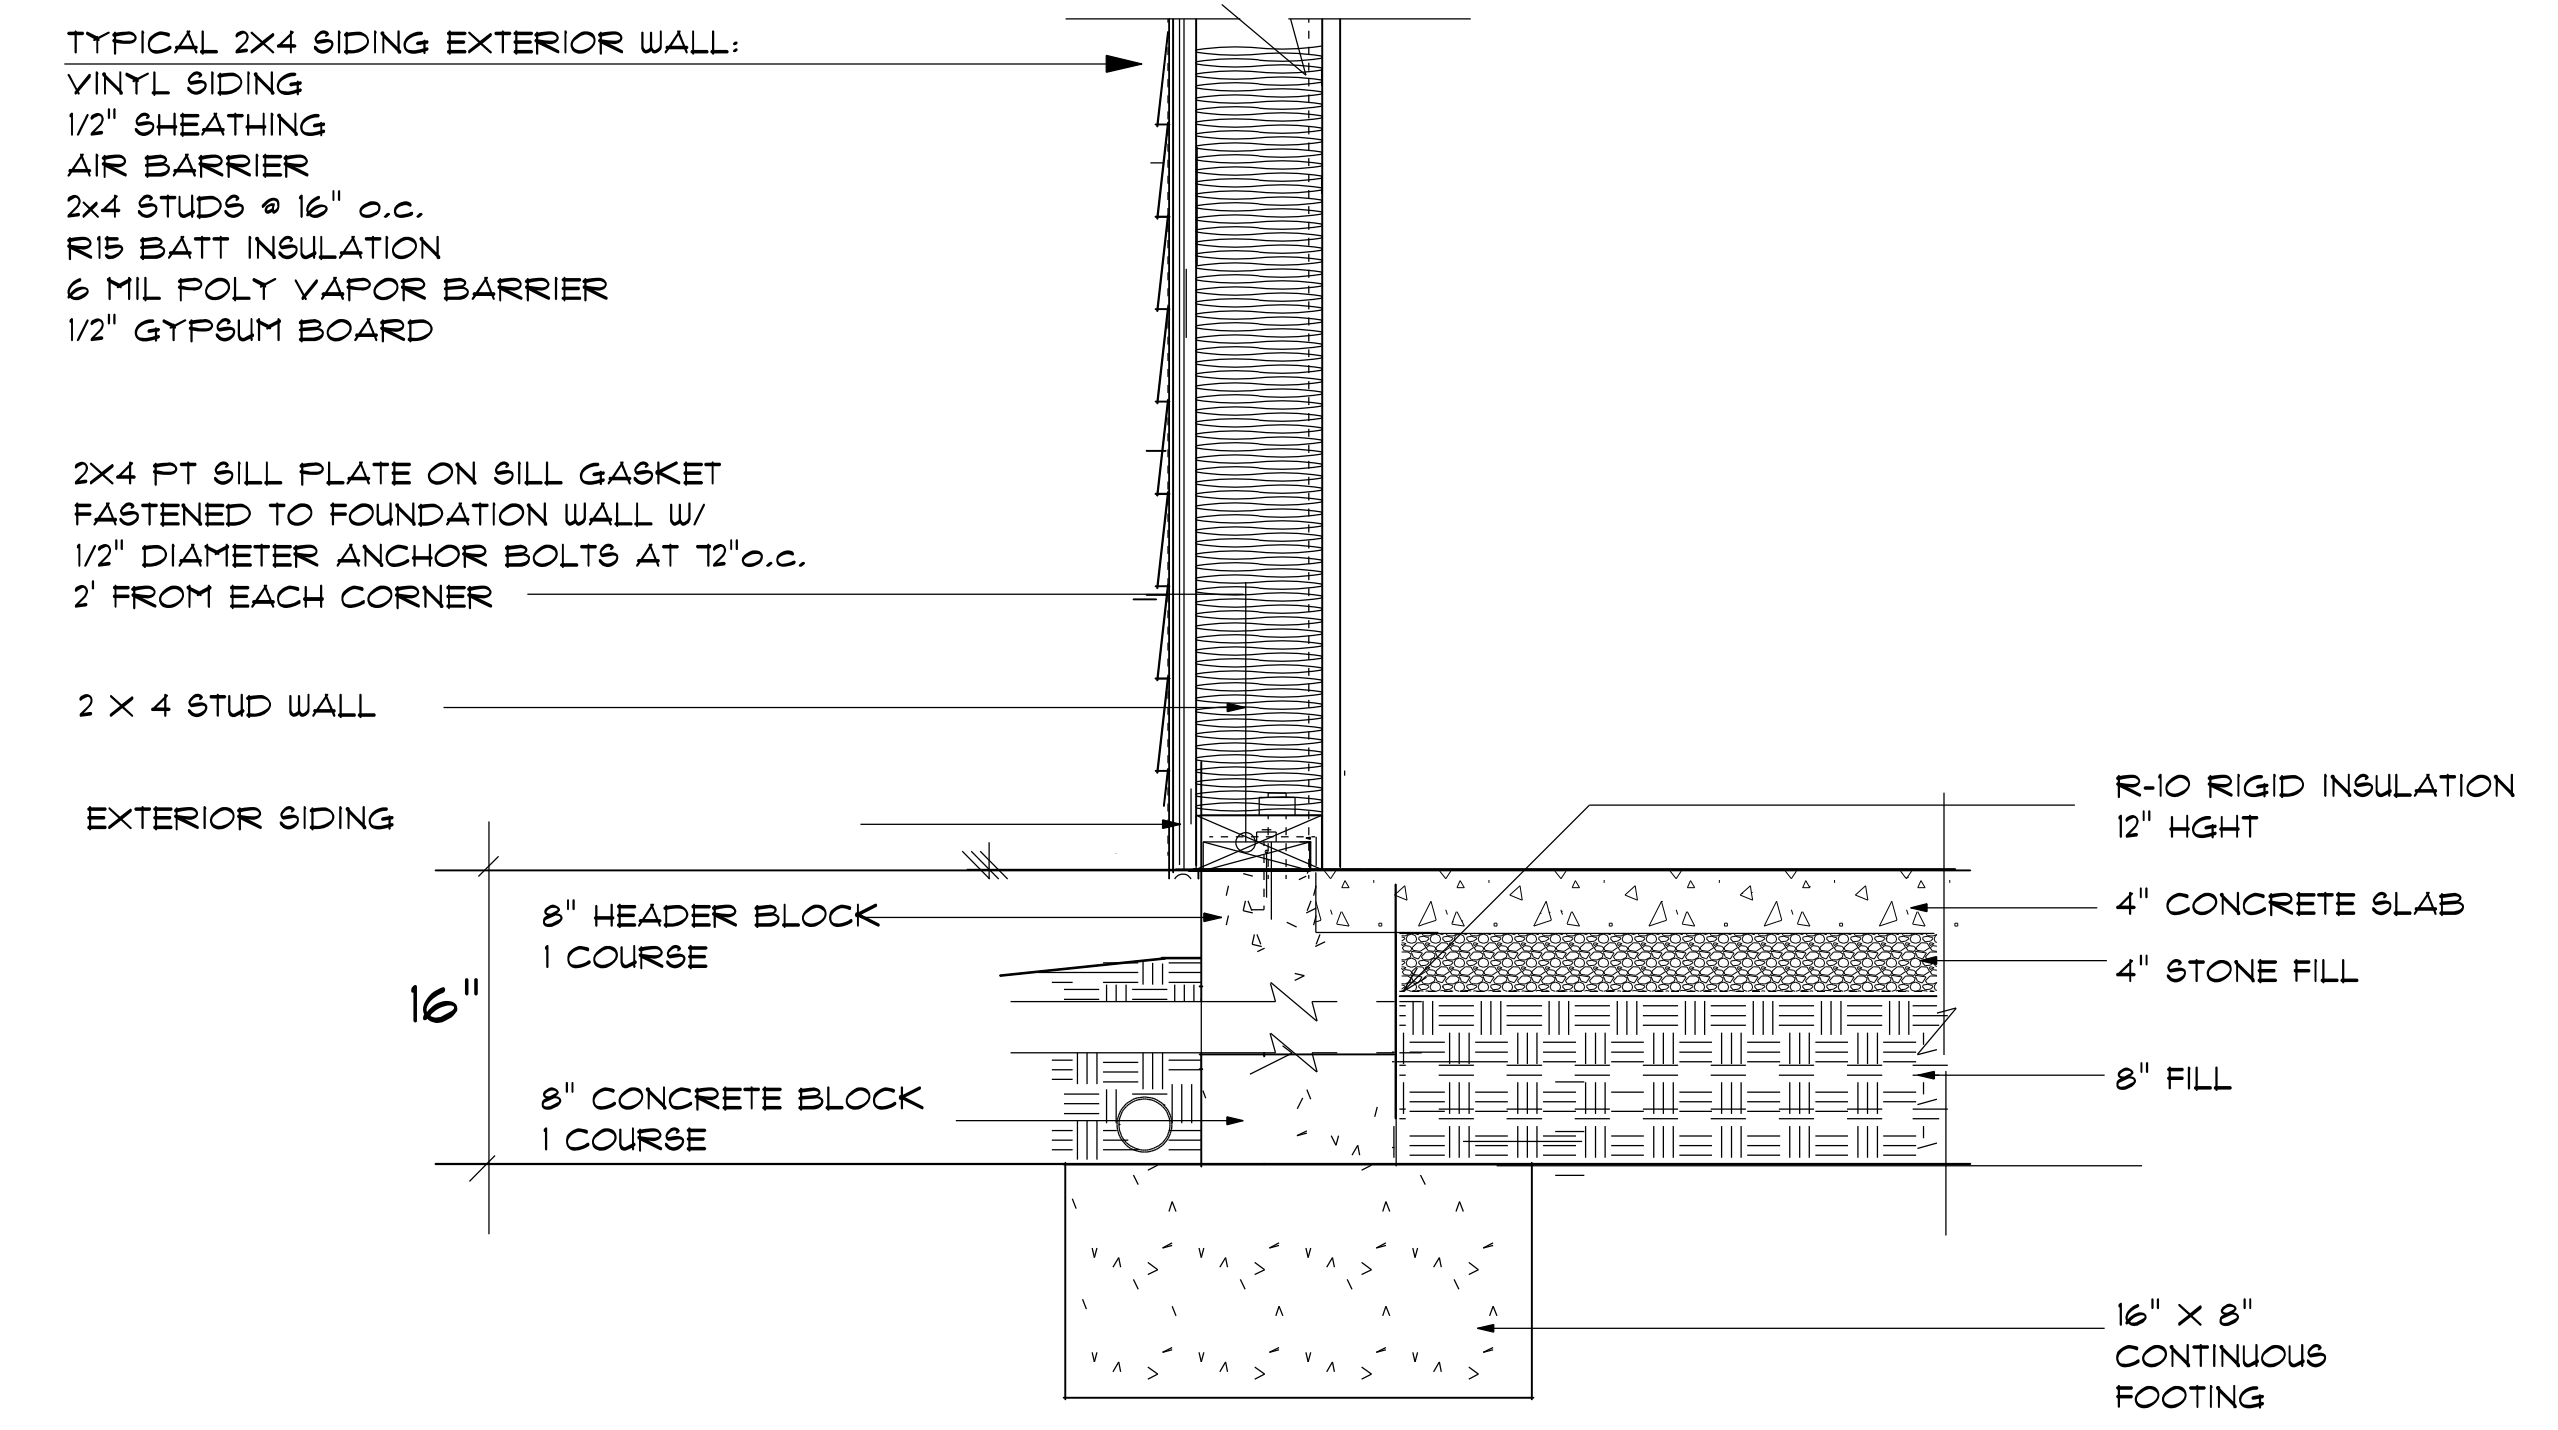 TYPICAL 2X4 SIDING EXTERIOR WALL:
VINYL SIDING
1/2" SHEATHING
AIR BARRIER
2x4 STUDS @ 16" o.c.
R15 BATT INSULATION
6 MIL POLY VAPOR BARRIER
1/2" GYPSUM BOARD
2X4 PT SILL PLATE ON SILL GASKET
FASTENED TO FOUNDATION WALL W/
1/2" DIAMETER ANCHOR BOLTS AT 72"o.c.
2' FROM EACH CORNER
2 X 4 STUD WALL
EXTERIOR SIDING
8" HEADER BLOCK
1 COURSE
16"
8" CONCRETE BLOCK
1 COURSE
R-10 RIGID INSULATION
12" HGHT
4" CONCRETE SLAB
4" STONE FILL
8" FILL
16" X 8"
CONTINUOUS
FOOTING